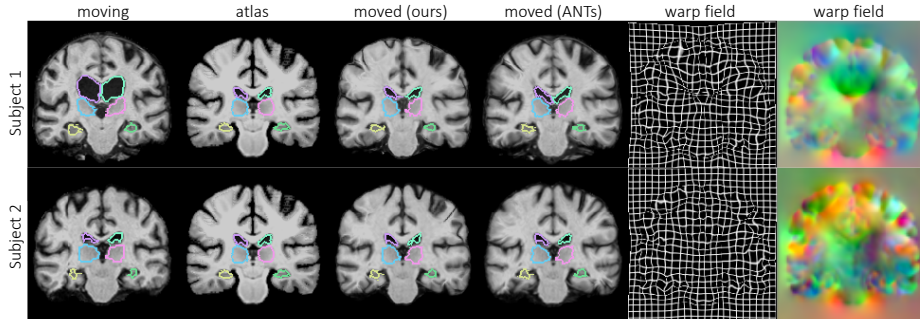 moving atlas moved (ours) moved (ANTs) warp field warp field
Subject 1
Subject 2